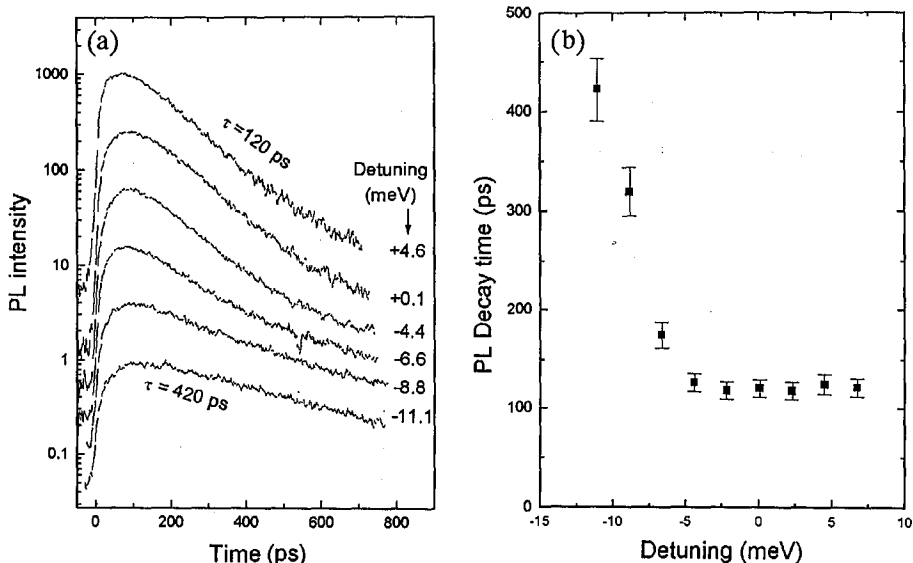 (a)
PL intensity
1000
100
10
1
0.1
τ =120 ps
τ = 420 ps
Detuning
(meV)
+4.6
+0.1
-4.4
-6.6
-8.8
-11.1
0
200
400
600
800
Time (ps)
(b)
PL Decay time (ps)
500
400
300
200
100
0
-15
-10
-5
0
5
10
Detuning (meV)